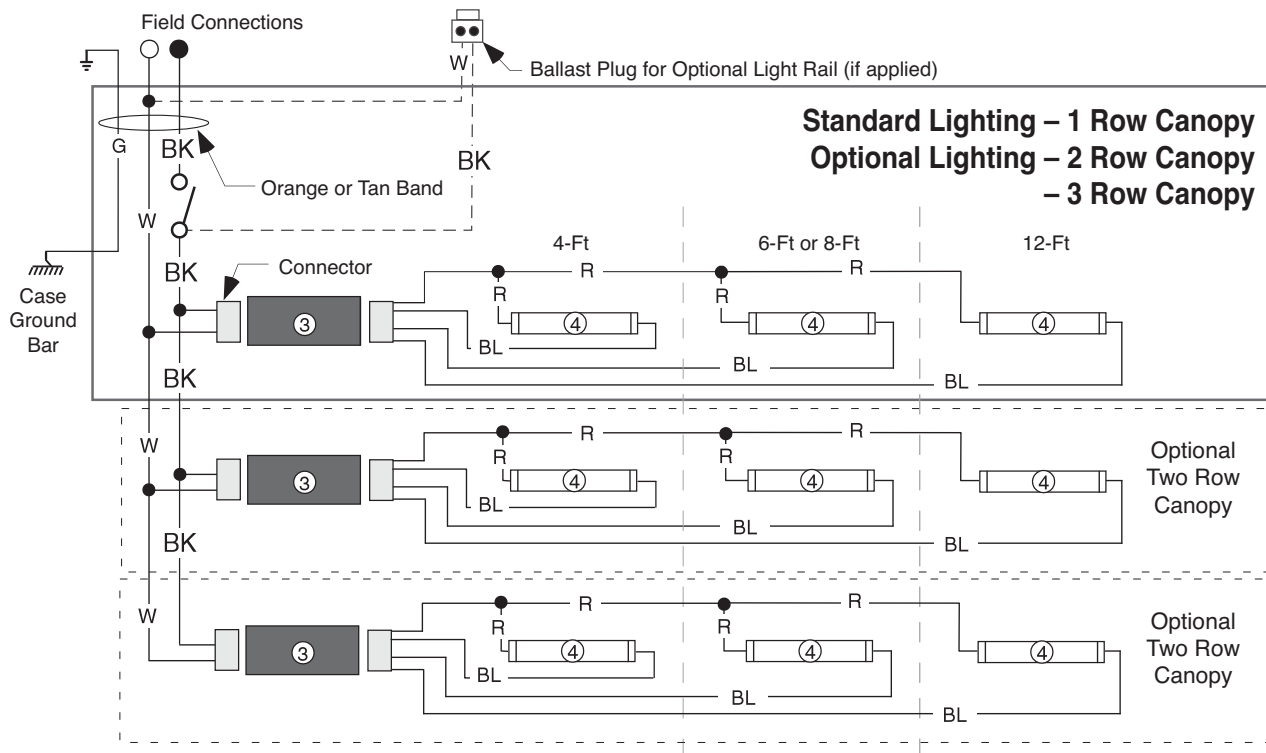 Field Connections
W
Ballast Plug for Optional Light Rail (if applied)
Standard Lighting – 1 Row Canopy
Optional Lighting – 2 Row Canopy
– 3 Row Canopy
G
BK
BK
Orange or Tan Band
W
4-Ft
6-Ft or 8-Ft
12-Ft
BK
Connector
R
R
Case
Ground
Bar
R
R
3
4
4
4
BL
BL
BK
BL
W
R
R
Optional
Two Row
Canopy
R
R
3
4
4
4
BL
BL
BK
BL
W
R
R
Optional
Two Row
Canopy
R
R
3
4
4
4
BL
BL
BL